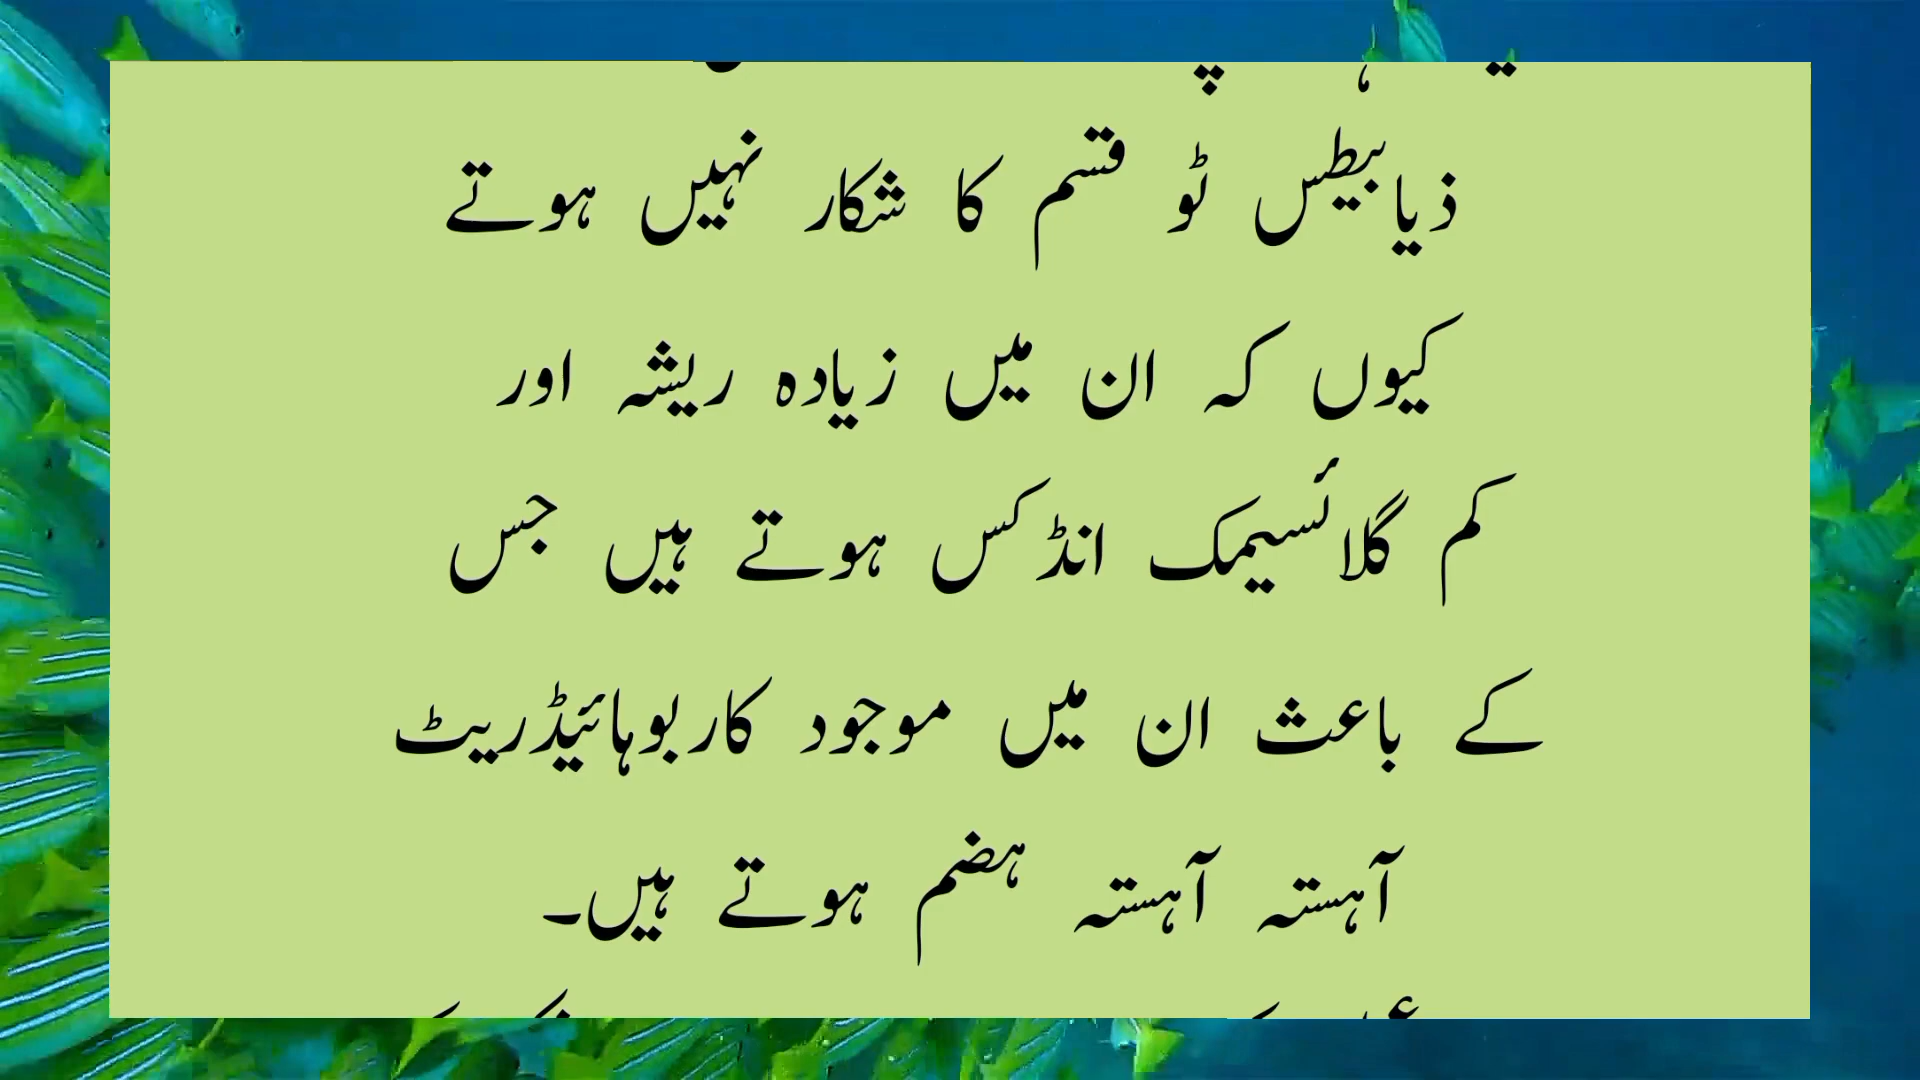 ذیابیطس ٹو قسم کا شکار نہیں ہوتے
کیوں کہ ان میں زیادہ ریشہ اور
کم گلائسیمک انڈکس ہوتے ہیں جس
کے باعث ان میں موجود کاربوہائیڈریٹ
آہستہ آہستہ ہضم ہوتے ہیں۔